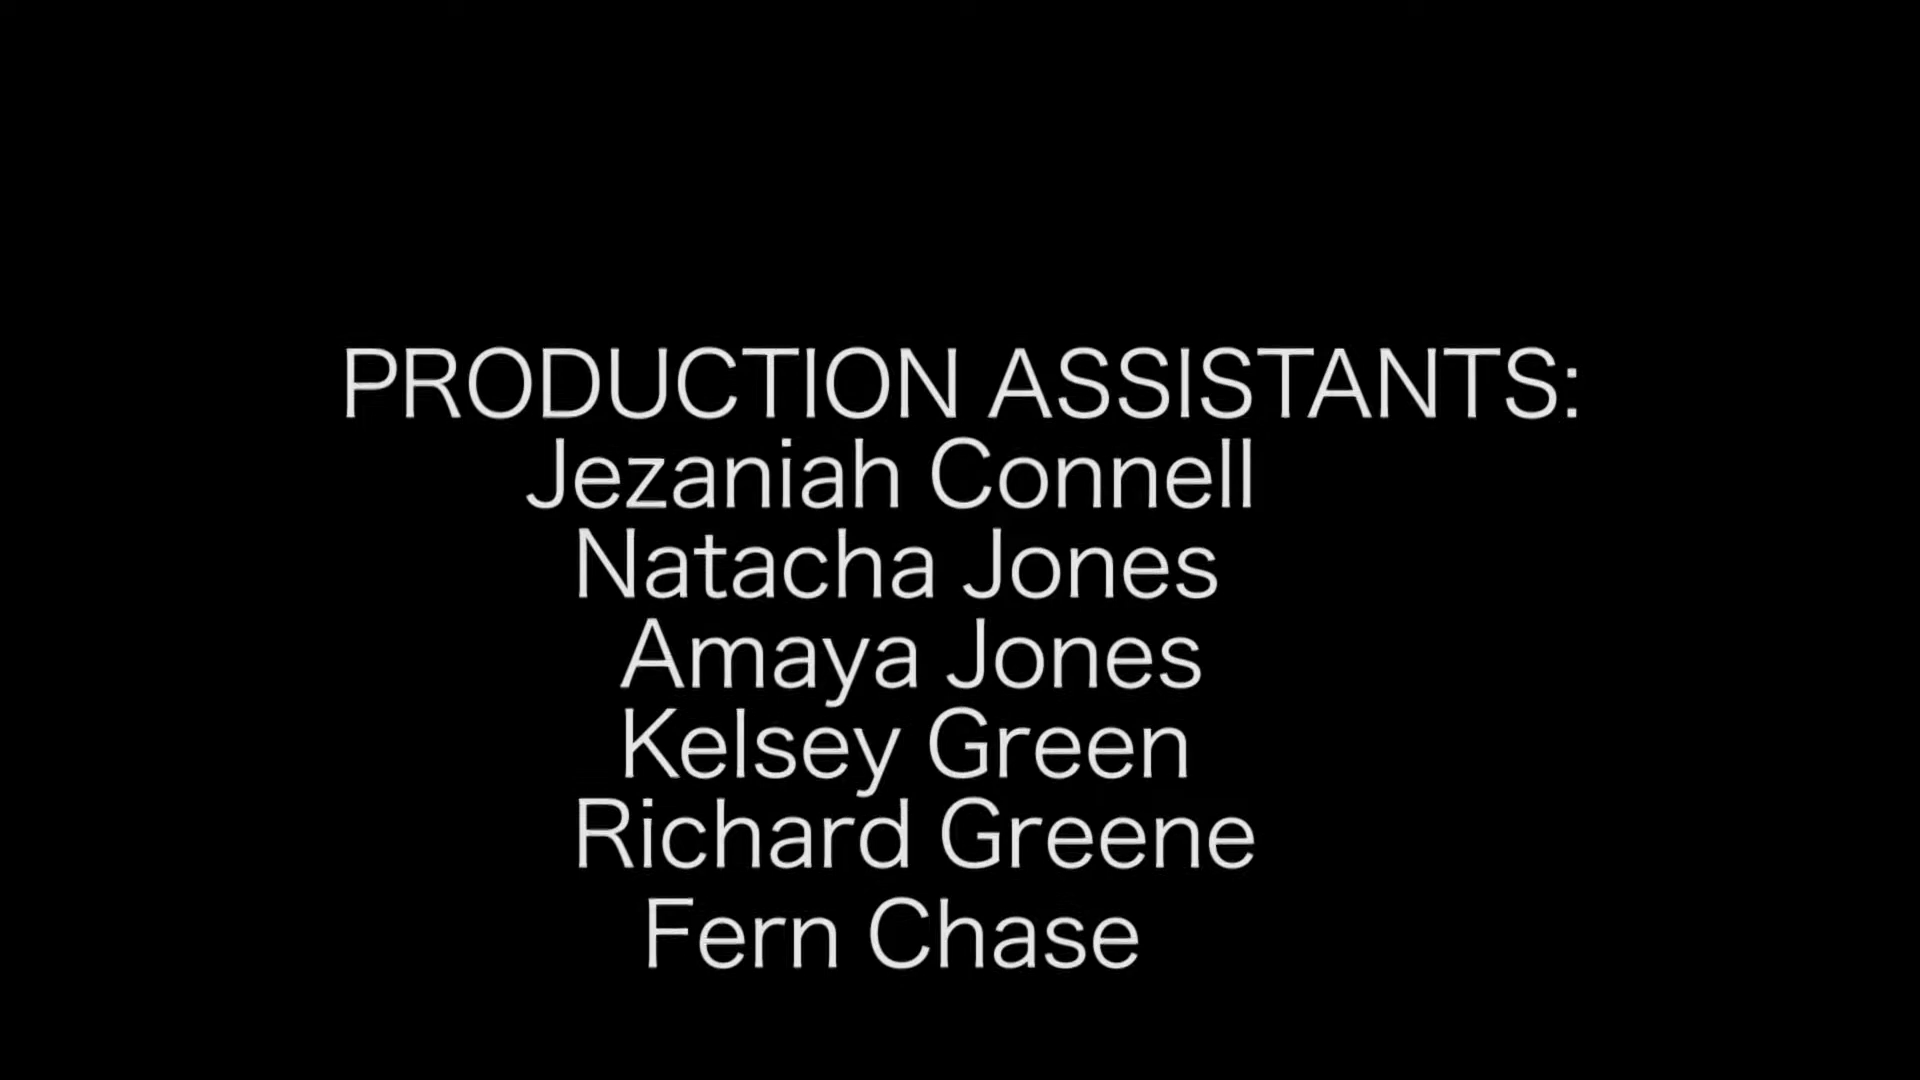 PRODUCTION ASSISTANTS:
Jezaniah Connell
Natacha Jones
Amaya Jones
Kelsey Green
Richard Greene
Fern Chase